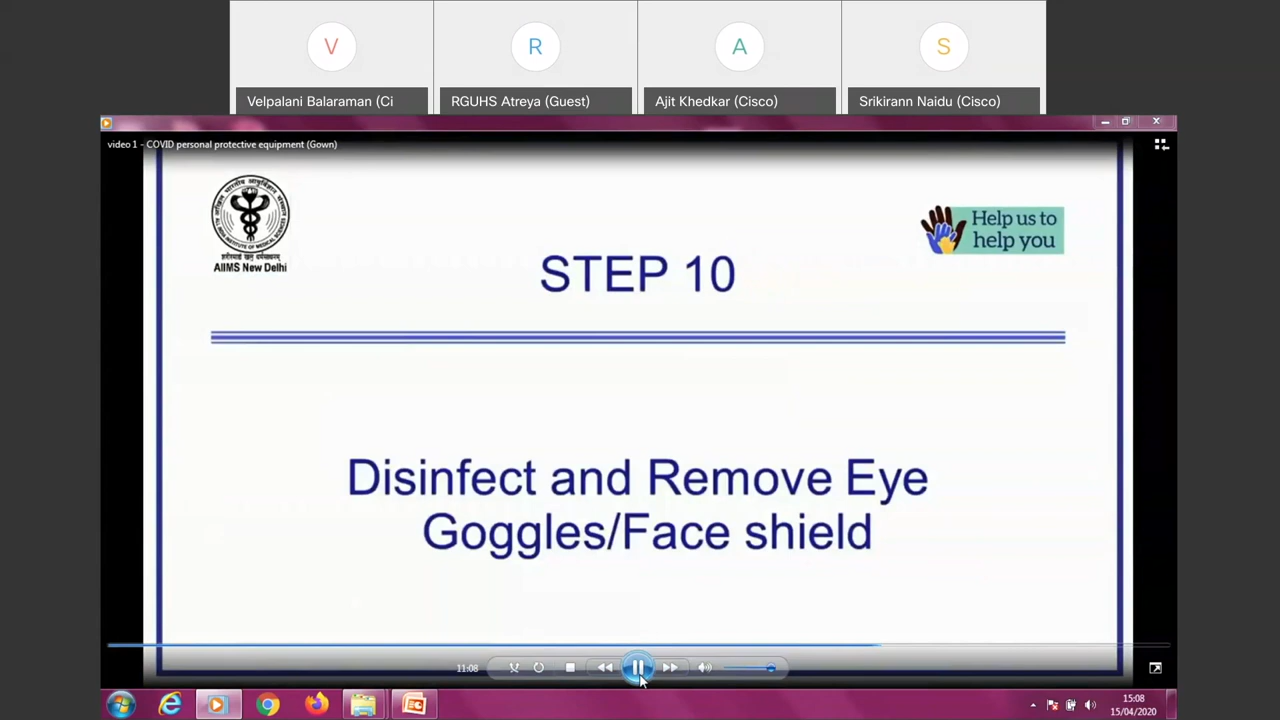 V
R
A
S
Velpalani Balaraman (Ci
RGUHS Atreya (Guest)
Ajit Khedkar (Cisco)
Srikirann Naidu (Cisco)
video 1 - COVID personal protective equipment (Gown)
AIIMS New Delhi
Help us to
help you
STEP 10
Disinfect and Remove Eye
Goggles/Face shield
11:08
15:08
15/04/2020